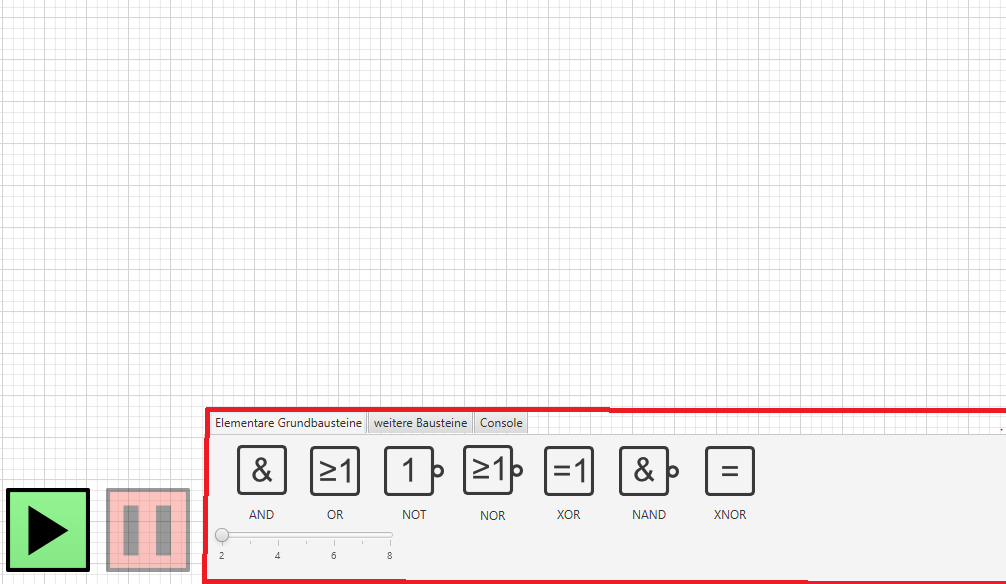 Elementare Grundbausteine weitere Bausteine Console
& ≥1 1 ≥1 =1 & =
AND OR NOT NOR XOR NAND XNOR
2 4 6 8